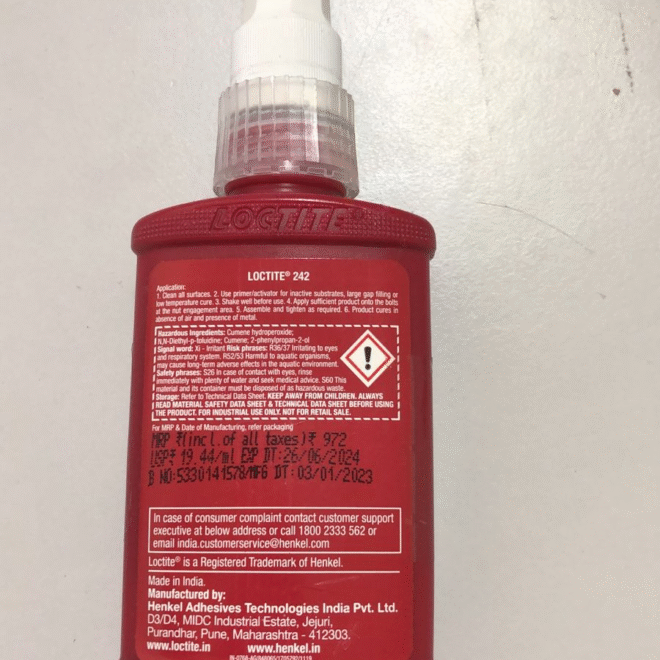 LOCTITE®
LOCTITE® 242
Application:
1. Clean all surfaces. 2. Use primer/activator for inactive substrates, large gap filling or
low temperature cure. 3. Shake well before use. 4. Apply sufficient product onto the bolts
at the nut engagement area. 5. Assemble and tighten as required. 6. Product cures in
absence of air and presence of metal.
Hazardous Ingredients: Cumene hydroperoxide;
N,N-Diethyl-p-toluidine; Cumene; 2-phenylpropan-2-ol
Signal word: Xi - Irritant Risk phrases: R36/37 Irritating to eyes
and respiratory system. R52/53 Harmful to aquatic organisms,
may cause long-term adverse effects in the aquatic environment.
Safety phrases: S26 In case of contact with eyes, rinse
immediately with plenty of water and seek medical advice. S60 This
material and its container must be disposed of as hazardous waste.
Storage: Refer to Technical Data Sheet. KEEP AWAY FROM CHILDREN. ALWAYS
READ MATERIAL SAFETY DATA SHEET & TECHNICAL DATA SHEET BEFORE USING
THE PRODUCT. FOR INDUSTRIAL USE ONLY. NOT FOR RETAIL SALE.
For MRP & Date of Manufacturing, refer packaging
MRP ₹(incl.of all taxes)₹ 972
USP₹ 19.44/ml EXP DT:26/06/2024
B NO:5330141578/MFG DT:03/01/2023
In case of consumer complaint contact customer support
executive at below address or call 1800 2333 562 or
email india.customerservice@henkel.com
Loctite® is a Registered Trademark of Henkel.
Made in India.
Manufactured by:
Henkel Adhesives Technologies India Pvt. Ltd.
D3/D4, MIDC Industrial Estate, Jejuri,
Purandhar, Pune, Maharashtra - 412303.
www.loctite.in www.henkel.in